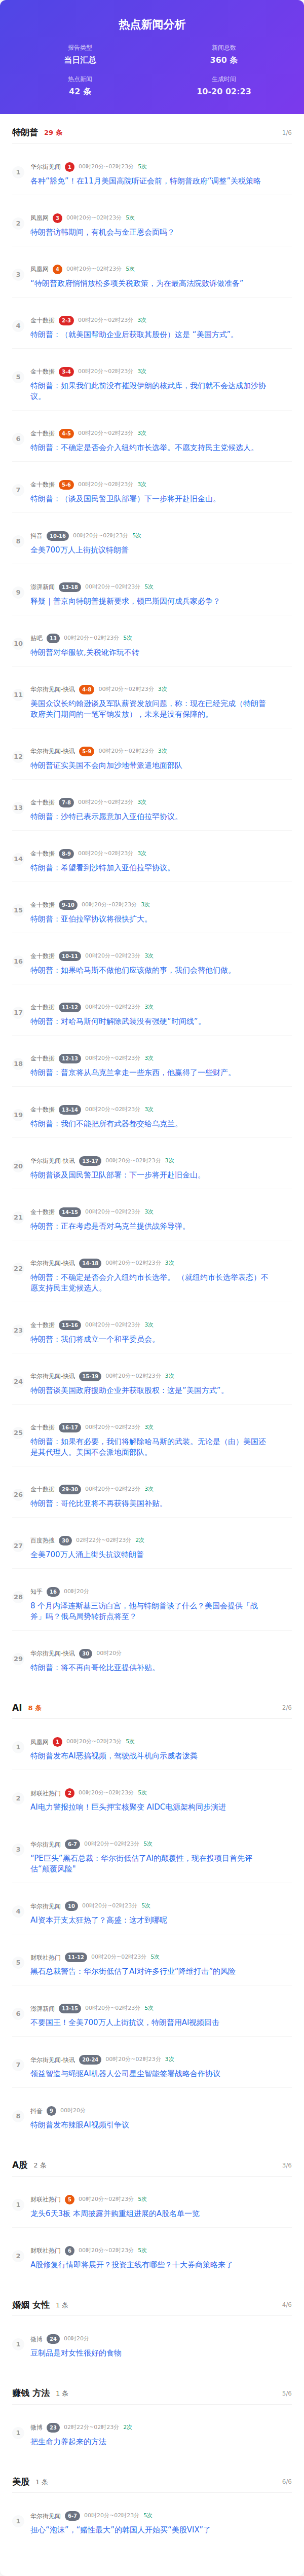 热点新闻分析
报告类型 新闻总数
当日汇总 360 条
热点新闻 生成时间
42 条 10-20 02:23
特朗普 29 条 1/6
1 华尔街见闻 1 00时20分~02时23分 5次
各种“豁免”！在11月美国高院听证会前，特朗普政府“调整”关税策略
2 凤凰网 3 00时20分~02时23分 5次
特朗普访韩期间，有机会与金正恩会面吗？
3 凤凰网 4 00时20分~02时23分 5次
“特朗普政府悄悄放松多项关税政策，为在最高法院败诉做准备”
4 金十数据 2-3 00时20分~02时23分 3次
特朗普：（就美国帮助企业后获取其股份）这是 “美国方式”。
5 金十数据 3-4 00时20分~02时23分 3次
特朗普：如果我们此前没有摧毁伊朗的核武库，我们就不会达成加沙协
议。
6 金十数据 4-5 00时20分~02时23分 3次
特朗普：不确定是否会介入纽约市长选举。不愿支持民主党候选人。
7 金十数据 5-6 00时20分~02时23分 3次
特朗普：（谈及国民警卫队部署）下一步将开赴旧金山。
8 抖音 10-16 00时20分~02时23分 5次
全美700万人上街抗议特朗普
9 澎湃新闻 13-18 00时20分~02时23分 5次
释疑｜普京向特朗普提新要求，顿巴斯因何成兵家必争？
10 贴吧 13 00时20分~02时23分 5次
特朗普对华服软,关税讹诈玩不转
11 华尔街见闻-快讯 4-8 00时20分~02时23分 3次
美国众议长约翰逊谈及军队薪资发放问题，称：现在已经完成（特朗普
政府关门期间的一笔军饷发放），未来是没有保障的。
12 华尔街见闻-快讯 5-9 00时20分~02时23分 3次
特朗普证实美国不会向加沙地带派遣地面部队
13 金十数据 7-8 00时20分~02时23分 3次
特朗普：沙特已表示愿意加入亚伯拉罕协议。
14 金十数据 8-9 00时20分~02时23分 3次
特朗普：希望看到沙特加入亚伯拉罕协议。
15 金十数据 9-10 00时20分~02时23分 3次
特朗普：亚伯拉罕协议将很快扩大。
16 金十数据 10-11 00时20分~02时23分 3次
特朗普：如果哈马斯不做他们应该做的事，我们会替他们做。
17 金十数据 11-12 00时20分~02时23分 3次
特朗普：对哈马斯何时解除武装没有强硬“时间线”。
18 金十数据 12-13 00时20分~02时23分 3次
特朗普：普京将从乌克兰拿走一些东西，他赢得了一些财产。
19 金十数据 13-14 00时20分~02时23分 3次
特朗普：我们不能把所有武器都交给乌克兰。
20 华尔街见闻-快讯 13-17 00时20分~02时23分 3次
特朗普谈及国民警卫队部署：下一步将开赴旧金山。
21 金十数据 14-15 00时20分~02时23分 3次
特朗普：正在考虑是否对乌克兰提供战斧导弹。
22 华尔街见闻-快讯 14-18 00时20分~02时23分 3次
特朗普：不确定是否会介入纽约市长选举。 （就纽约市长选举表态）不
愿支持民主党候选人。
23 金十数据 15-16 00时20分~02时23分 3次
特朗普：我们将成立一个和平委员会。
24 华尔街见闻-快讯 15-19 00时20分~02时23分 3次
特朗普谈美国政府援助企业并获取股权：这是“美国方式”。
25 金十数据 16-17 00时20分~02时23分 3次
特朗普：如果有必要，我们将解除哈马斯的武装。无论是（由）美国还
是其代理人。美国不会派地面部队。
26 金十数据 29-30 00时20分~02时23分 3次
特朗普：哥伦比亚将不再获得美国补贴。
27 百度热搜 30 02时22分~02时23分 2次
全美700万人涌上街头抗议特朗普
28 知乎 16 00时20分
8 个月内泽连斯基三访白宫，他与特朗普谈了什么？美国会提供「战
斧」吗？俄乌局势转折点将至？
29 华尔街见闻-快讯 30 00时20分
特朗普：将不再向哥伦比亚提供补贴。
AI 8 条 2/6
1 凤凰网 1 00时20分~02时23分 5次
特朗普发布AI恶搞视频，驾驶战斗机向示威者泼粪
2 财联社热门 2 00时20分~02时23分 5次
AI电力警报拉响！巨头押宝核聚变 AIDC电源架构同步演进
3 华尔街见闻 6-7 00时20分~02时23分 5次
“PE巨头”黑石总裁：华尔街低估了AI的颠覆性，现在投项目首先评
估“颠覆风险”
4 华尔街见闻 10 00时20分~02时23分 5次
AI资本开支太狂热了？高盛：这才到哪呢
5 财联社热门 11-12 00时20分~02时23分 5次
黑石总裁警告：华尔街低估了AI对许多行业“降维打击”的风险
6 澎湃新闻 13-15 00时20分~02时23分 5次
不要国王！全美700万人上街抗议，特朗普用AI视频回击
7 华尔街见闻-快讯 20-24 00时20分~02时23分 3次
领益智造与绳驱AI机器人公司星尘智能签署战略合作协议
8 抖音 9 00时20分
特朗普发布辣眼AI视频引争议
A股 2 条 3/6
1 财联社热门 5 00时20分~02时23分 5次
龙头6天3板 本周披露并购重组进展的A股名单一览
2 财联社热门 6 00时20分~02时23分 5次
A股修复行情即将展开？投资主线有哪些？十大券商策略来了
婚姻 女性 1 条 4/6
1 微博 24 00时20分
豆制品是对女性很好的食物
赚钱 方法 1 条 5/6
1 微博 23 02时22分~02时23分 2次
把生命力养起来的方法
美股 1 条 6/6
1 华尔街见闻 6-7 00时20分~02时23分 5次
担心“泡沫”，“赌性最大”的韩国人开始买“美股VIX”了